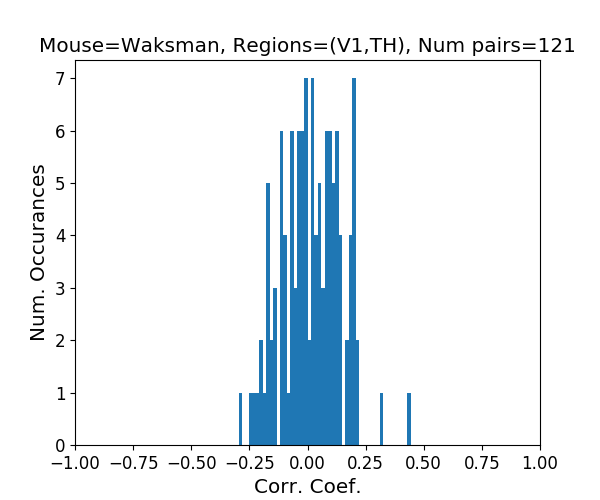 Mouse=Waksman, Regions=(V1,TH), Num pairs=121
7
6
5
4
3
2
1
0
Num. Occurances
−1.00 −0.75 −0.50 −0.25 0.00 0.25 0.50 0.75 1.00
Corr. Coef.